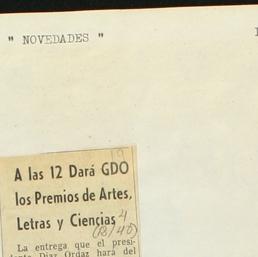 " NOVEDADES "
A las 12 Dará GDO
los Premios de Artes,
Letras y Ciencias
La entrega que el presi-
dente Díaz Ordaz hará del